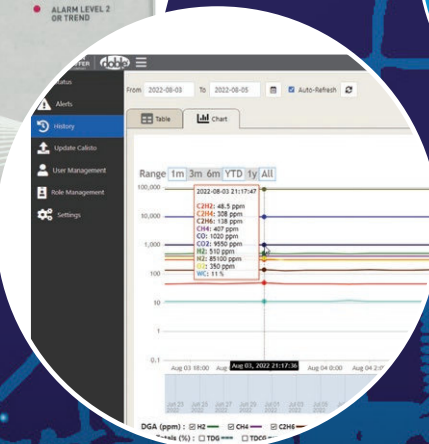 ALARM LEVEL 2
OR TREND
doble
Alerts
History
Update Calisto
User Management
Role Management
Settings
From 2022-08-03 To 2022-08-05 Auto-Refresh
Table Chart
Range 1m 3m 6m YTD 1y All
100,000
10,000
1,000
100
10
1
0.1
2022-08-03 21:17:47
C2H2: 48.5 ppm
C2H4: 308 ppm
C2H6: 138 ppm
CH4: 407 ppm
CO: 1020 ppm
CO2: 9550 ppm
H2: 510 ppm
N2: 85100 ppm
O2: 350 ppm
WC: 11 %
Aug 03 18:00 Aug 03, 2022 21:17:36 Aug 04 0:00
DGA (ppm) : H2 CH4 C2H6
(%) : TDG